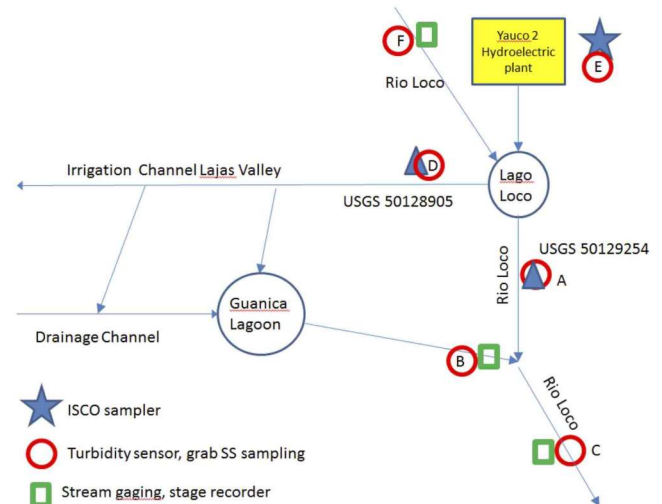 F
Rio Loco
Yauco 2
Hydroelectric
plant
E
Irrigation Channel Lajas Valley
D
Lago
Loco
USGS 50128905
Rio Loco
USGS 50129254
A
Guanica
Lagoon
Drainage Channel
B
Rio Loco
C
ISCO sampler
Turbidity sensor, grab SS sampling
Stream gaging, stage recorder